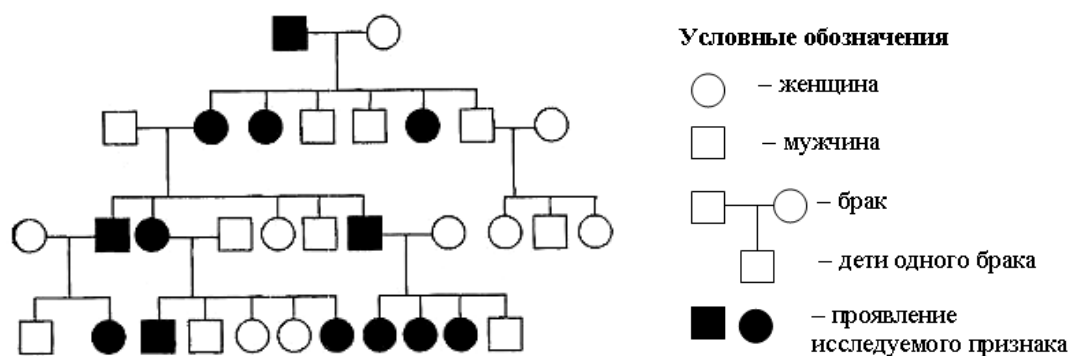 Условные обозначения
– женщина
– мужчина
– брак
– дети одного брака
– проявление
исследуемого признака